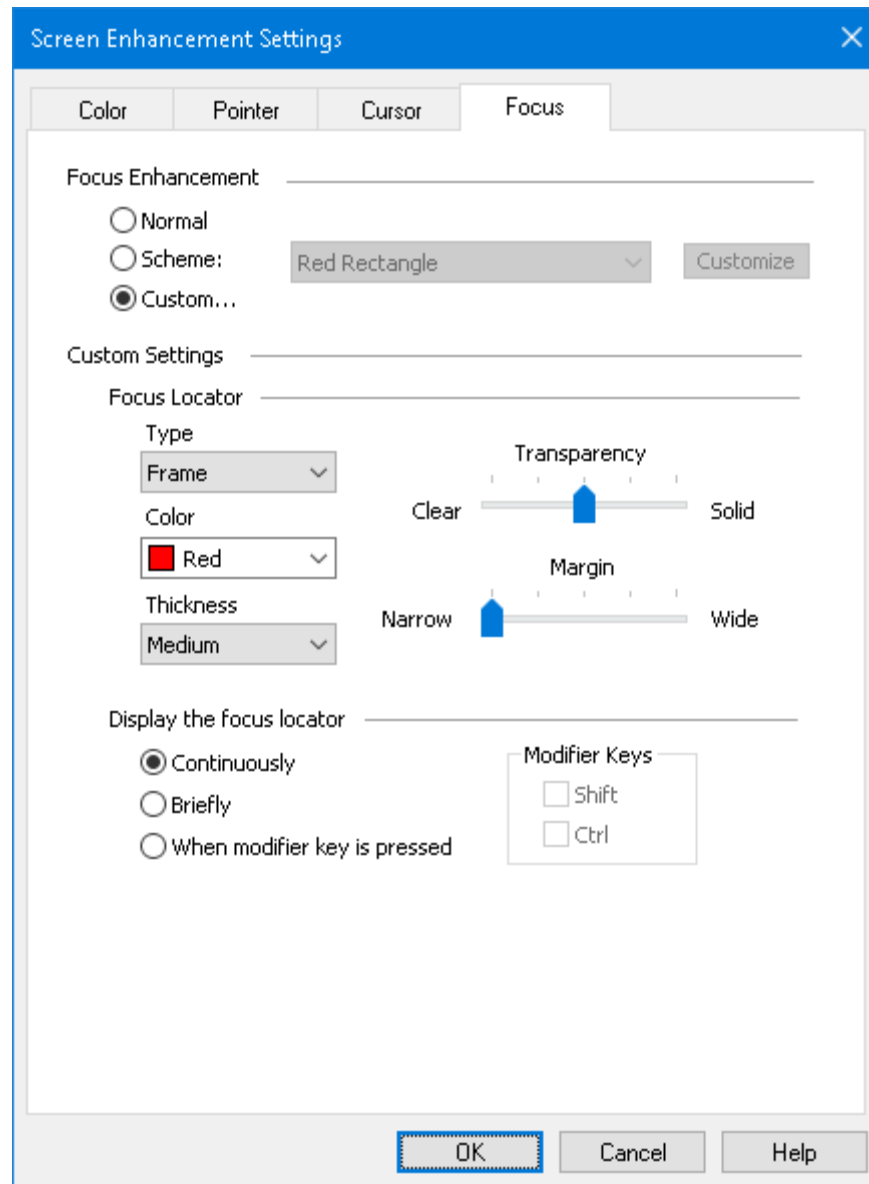 Screen Enhancement Settings
Color Pointer Cursor Focus
Focus Enhancement
Normal
Scheme: Red Rectangle Customize
Custom...
Custom Settings
Focus Locator
Type
Frame
Transparency
Clear Solid
Color
Red
Margin
Narrow Wide
Thickness
Medium
Display the focus locator
Continuously
Briefly
When modifier key is pressed
Modifier Keys
Shift
Ctrl
OK Cancel Help